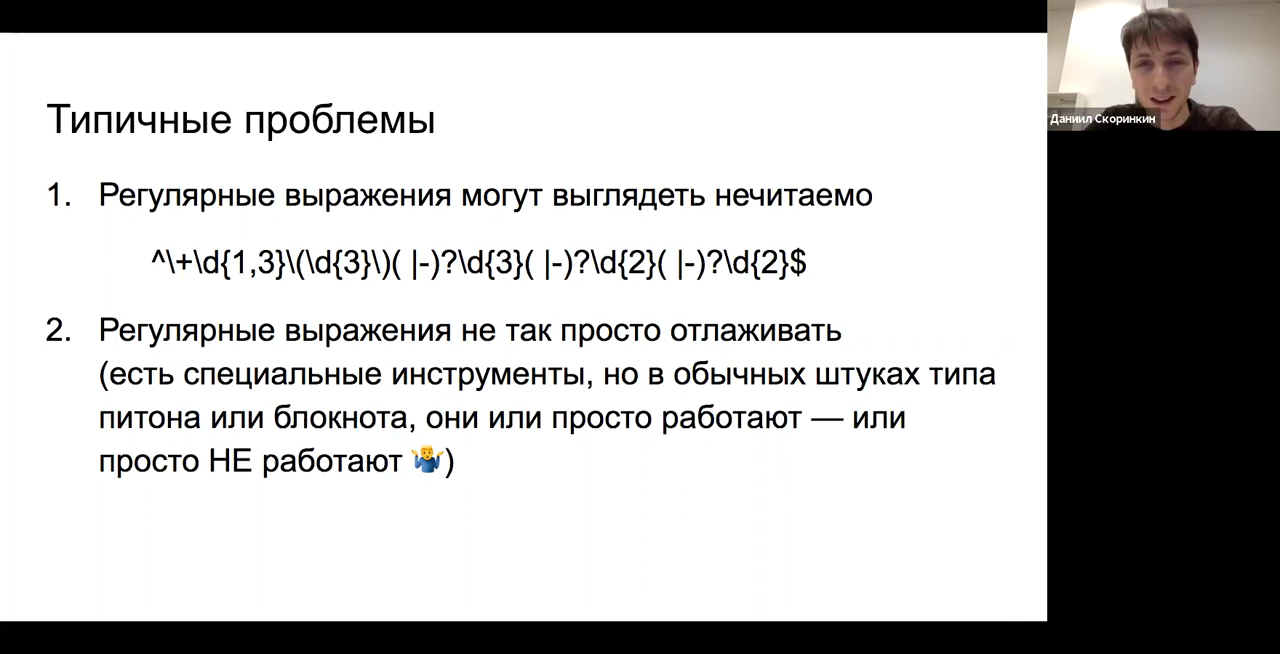 Типичные проблемы
1. Регулярные выражения могут выглядеть нечитаемо
^\+\d{1,3}\(\d{3}\)( |-)?\d{3}( |-)?\d{2}( |-)?\d{2}$
2. Регулярные выражения не так просто отлаживать
(есть специальные инструменты, но в обычных штуках типа
питона или блокнота, они или просто работают — или
просто НЕ работают 🤷‍♂️)
Даниил Скоринкин